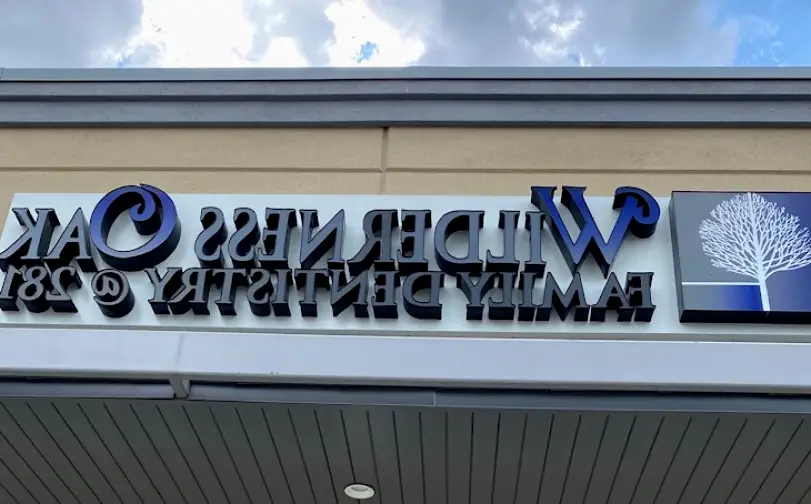 WILDERNESS OAK
FAMILY DENTISTRY @ 281